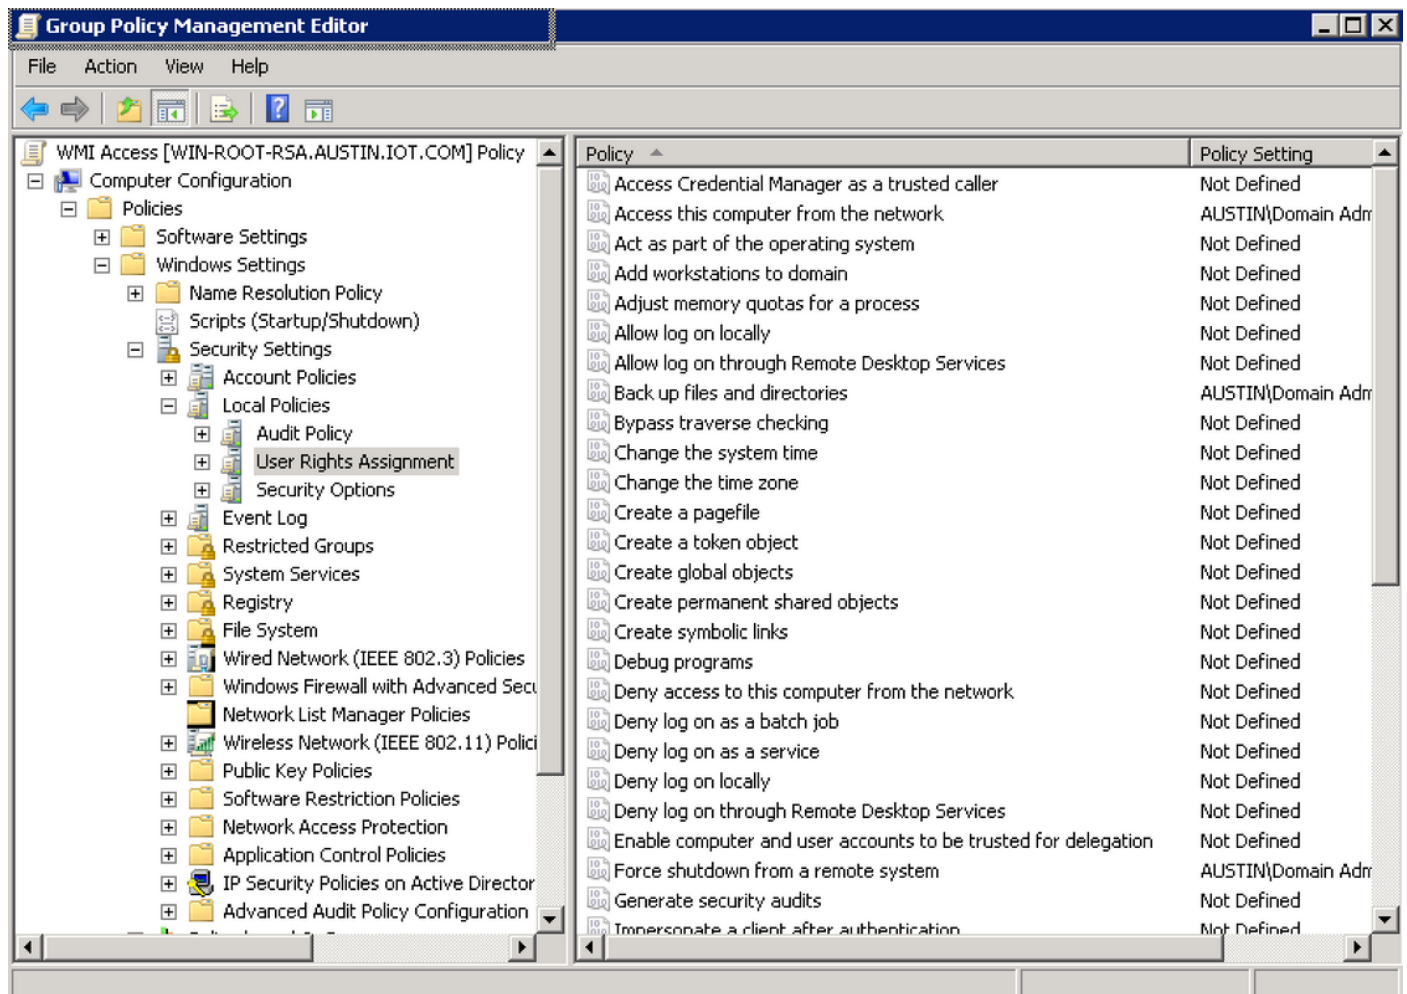 Group Policy Management Editor
File Action View Help
WMI Access [WIN-ROOT-RSA.AUSTIN.IOT.COM] Policy
Computer Configuration
Policies
Software Settings
Windows Settings
Name Resolution Policy
Scripts (Startup/Shutdown)
Security Settings
Account Policies
Local Policies
Audit Policy
User Rights Assignment
Security Options
Event Log
Restricted Groups
System Services
Registry
File System
Wired Network (IEEE 802.3) Policies
Windows Firewall with Advanced Secu
Network List Manager Policies
Wireless Network (IEEE 802.11) Polici
Public Key Policies
Software Restriction Policies
Network Access Protection
Application Control Policies
IP Security Policies on Active Director
Advanced Audit Policy Configuration
Policy Policy Setting
Access Credential Manager as a trusted caller Not Defined
Access this computer from the network AUSTIN\Domain Adm
Act as part of the operating system Not Defined
Add workstations to domain Not Defined
Adjust memory quotas for a process Not Defined
Allow log on locally Not Defined
Allow log on through Remote Desktop Services Not Defined
Back up files and directories AUSTIN\Domain Adm
Bypass traverse checking Not Defined
Change the system time Not Defined
Change the time zone Not Defined
Create a pagefile Not Defined
Create a token object Not Defined
Create global objects Not Defined
Create permanent shared objects Not Defined
Create symbolic links Not Defined
Debug programs Not Defined
Deny access to this computer from the network Not Defined
Deny log on as a batch job Not Defined
Deny log on as a service Not Defined
Deny log on locally Not Defined
Deny log on through Remote Desktop Services Not Defined
Enable computer and user accounts to be trusted for delegation Not Defined
Force shutdown from a remote system AUSTIN\Domain Adm
Generate security audits Not Defined
Impersonate a client after authentication Not Defined